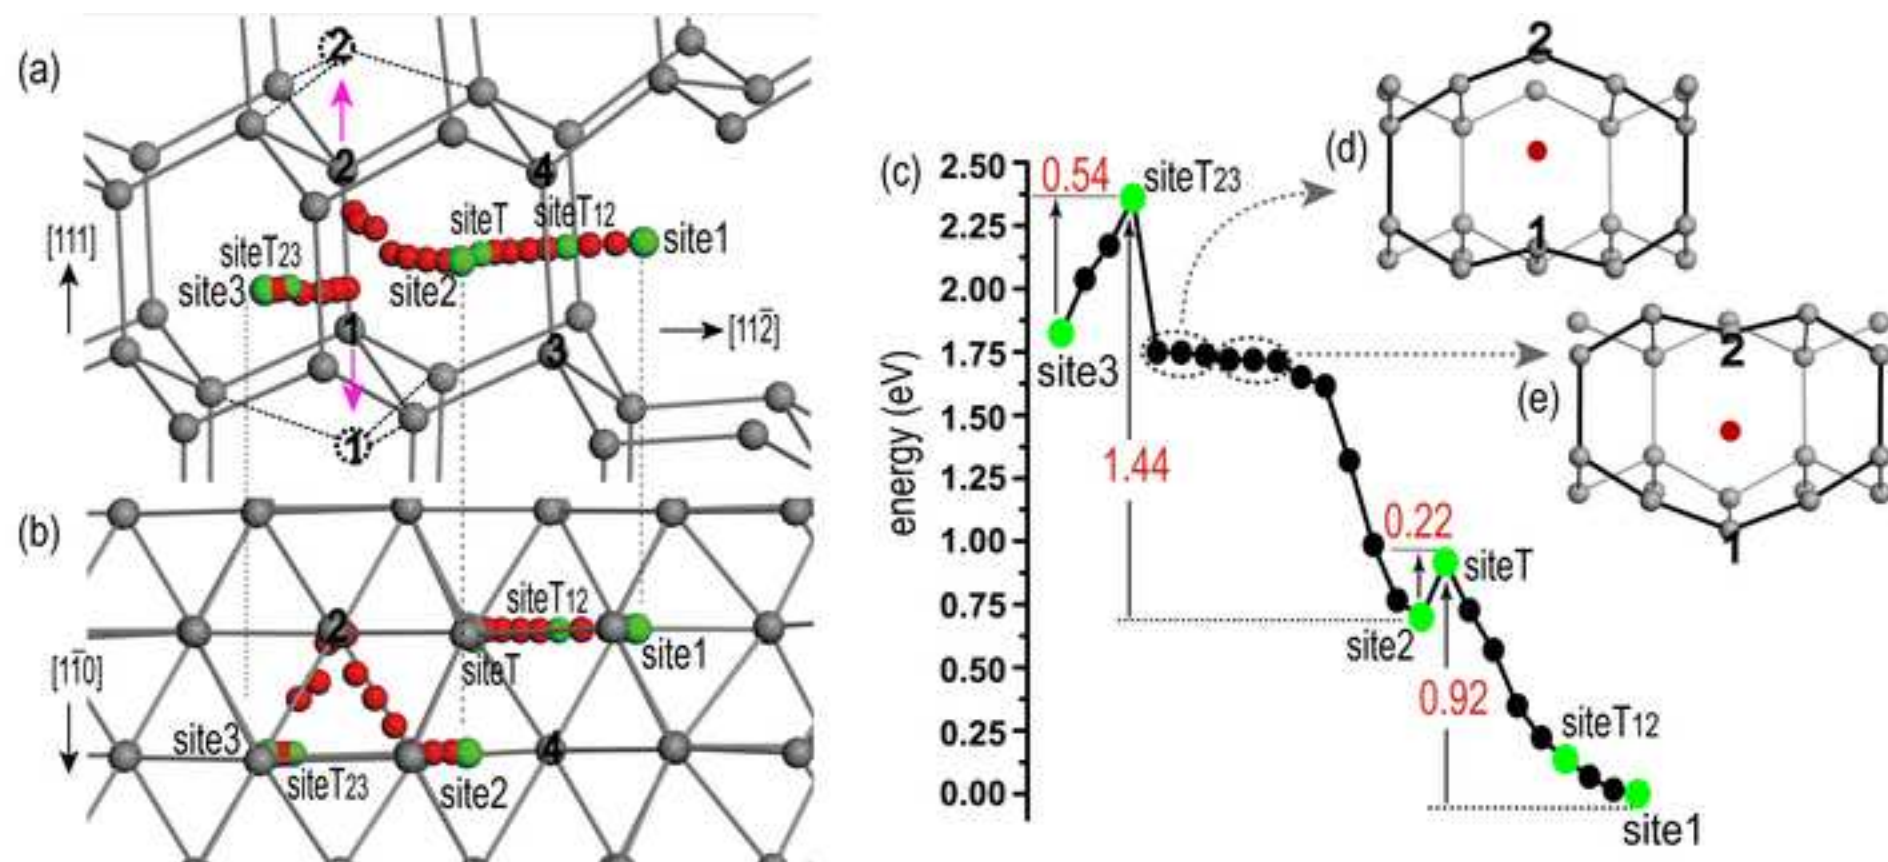 (a)
2
2
4
siteT
siteT12
site1
[111]
siteT23
site3
site2
1
3
[112̅]
1
(b)
2
siteT12
site1
siteT
[11̅0]
site3
4
siteT23
site2
(c)
energy (eV)
2.50
2.25
2.00
1.75
1.50
1.25
1.00
0.75
0.50
0.25
0.00
0.54
siteT23
site3
1.44
0.22
siteT
site2
0.92
siteT12
site1
(d)
2
1
(e)
2
1